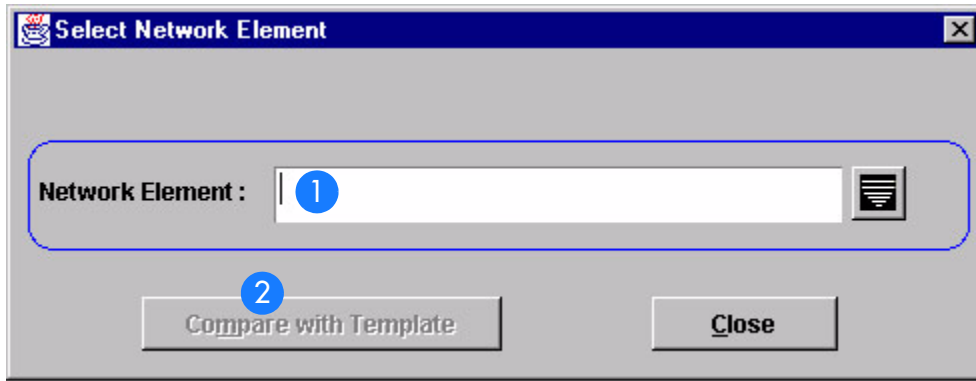 Select Network Element
Network Element : 1
2
Compare with Template Close